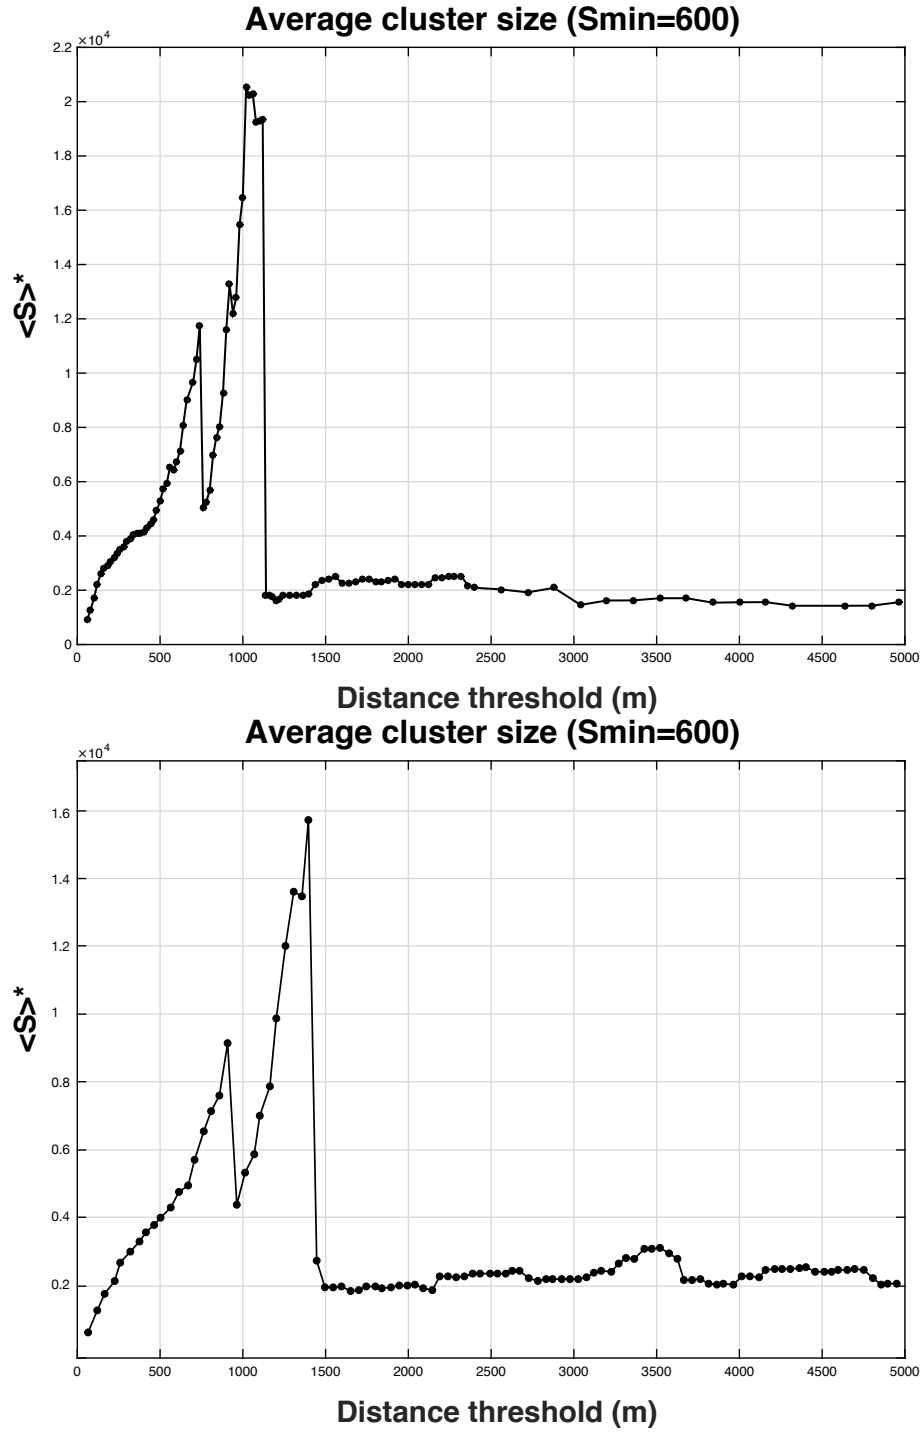 Average cluster size (Smin=600)
×10⁴
2.2
2
1.8
1.6
1.4
1.2
1
0.8
0.6
0.4
0.2
0
<S>*
0 500 1000 1500 2000 2500 3000 3500 4000 4500 5000
Distance threshold (m)
Average cluster size (Smin=600)
×10⁴
1.6
1.4
1.2
1
0.8
0.6
0.4
0.2
<S>*
0 500 1000 1500 2000 2500 3000 3500 4000 4500 5000
Distance threshold (m)